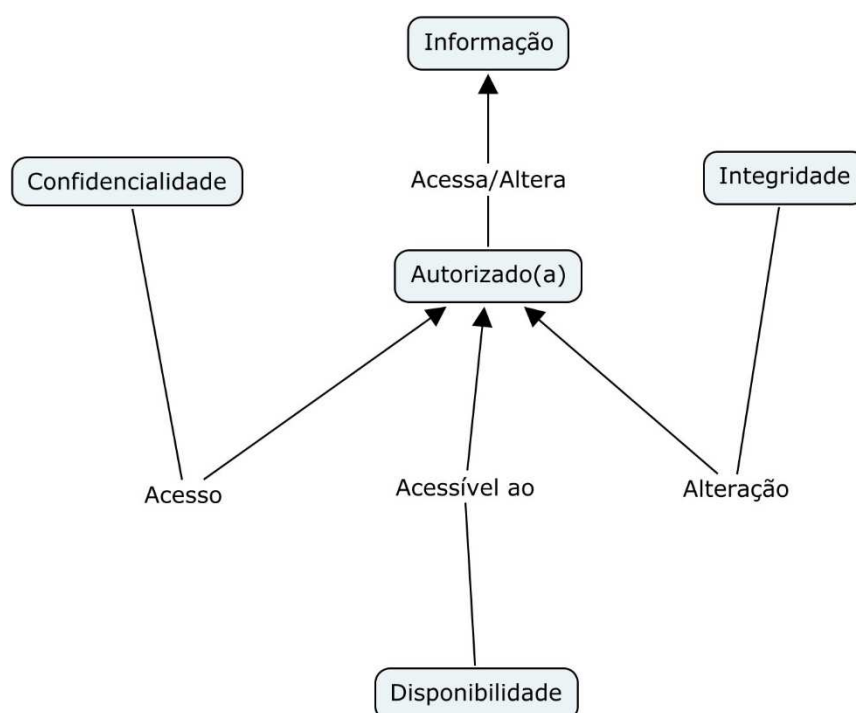 Informação
Confidencialidade
Acessa/Altera
Integridade
Autorizado(a)
Acesso
Acessível ao
Alteração
Disponibilidade